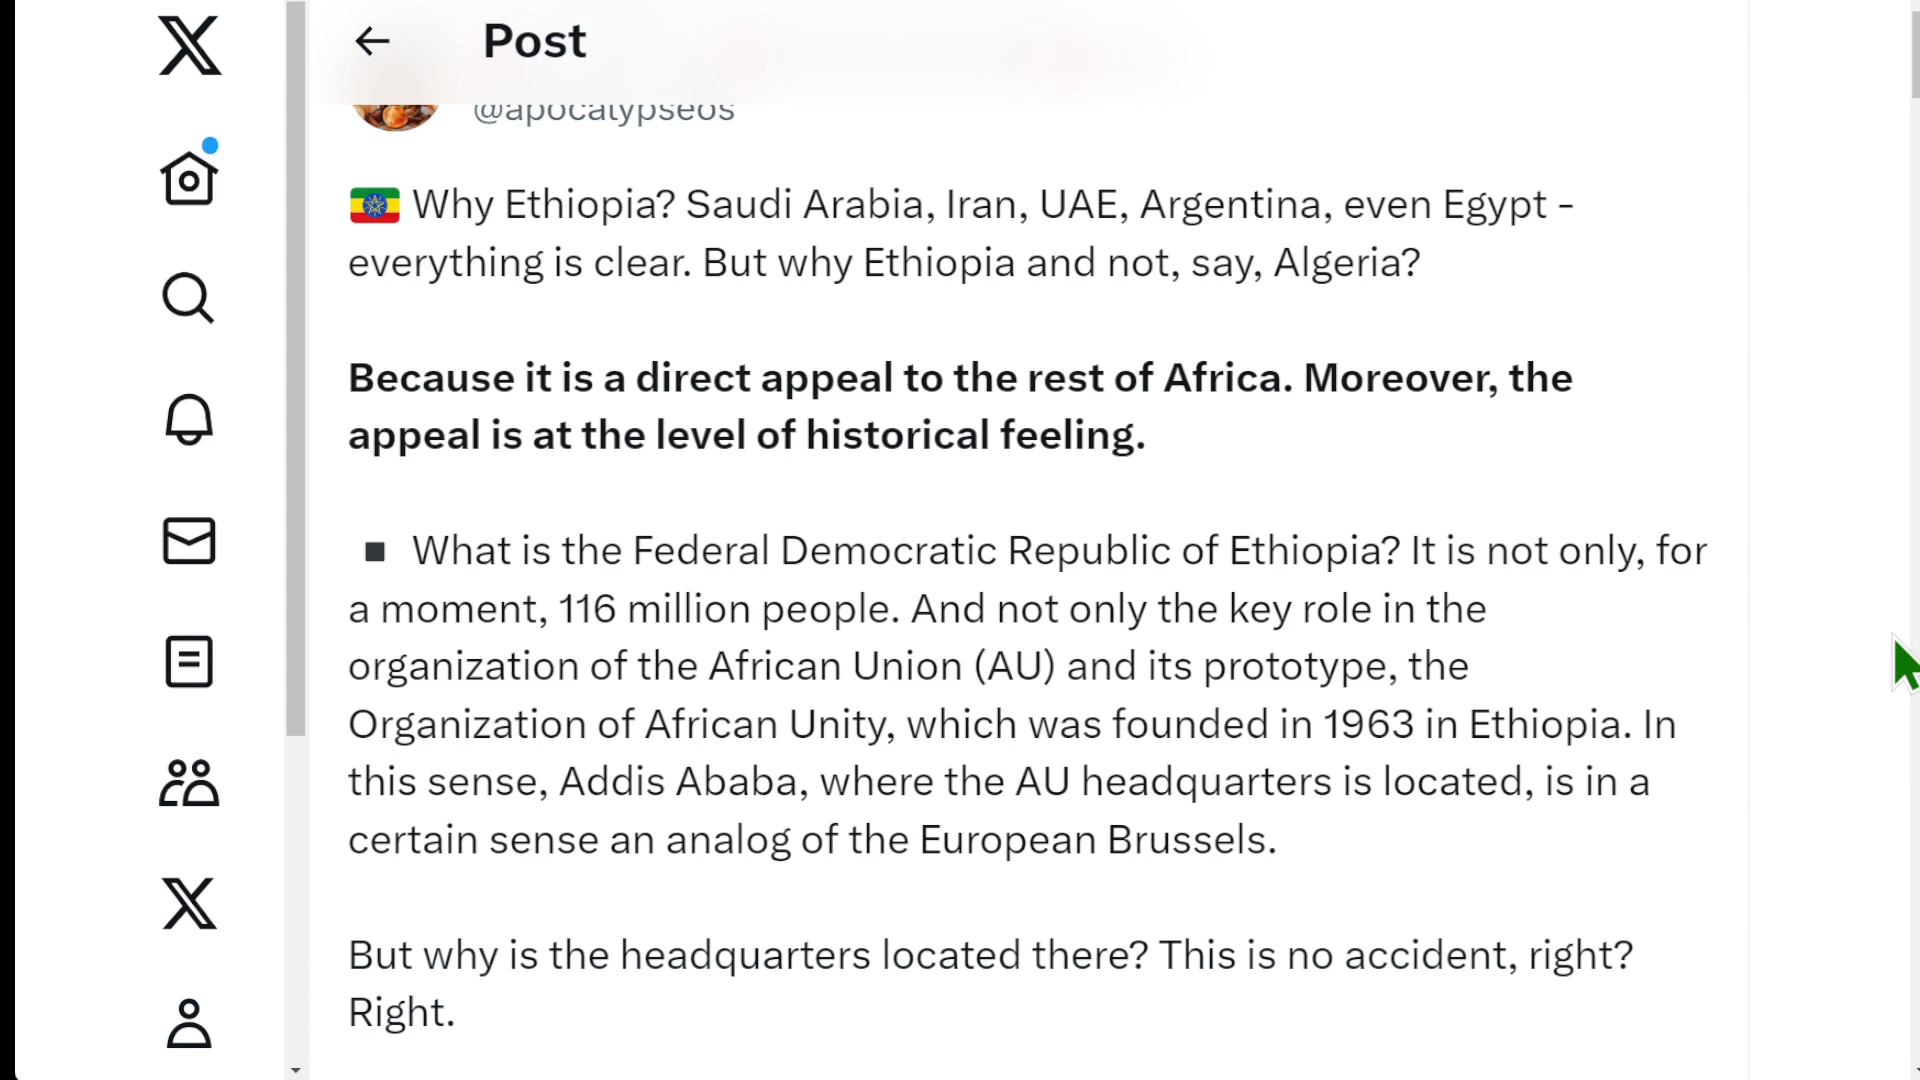 Post
@apocalypseos
Why Ethiopia? Saudi Arabia, Iran, UAE, Argentina, even Egypt -
everything is clear. But why Ethiopia and not, say, Algeria?
Because it is a direct appeal to the rest of Africa. Moreover, the
appeal is at the level of historical feeling.
▪ What is the Federal Democratic Republic of Ethiopia? It is not only, for
a moment, 116 million people. And not only the key role in the
organization of the African Union (AU) and its prototype, the
Organization of African Unity, which was founded in 1963 in Ethiopia. In
this sense, Addis Ababa, where the AU headquarters is located, is in a
certain sense an analog of the European Brussels.
But why is the headquarters located there? This is no accident, right?
Right.